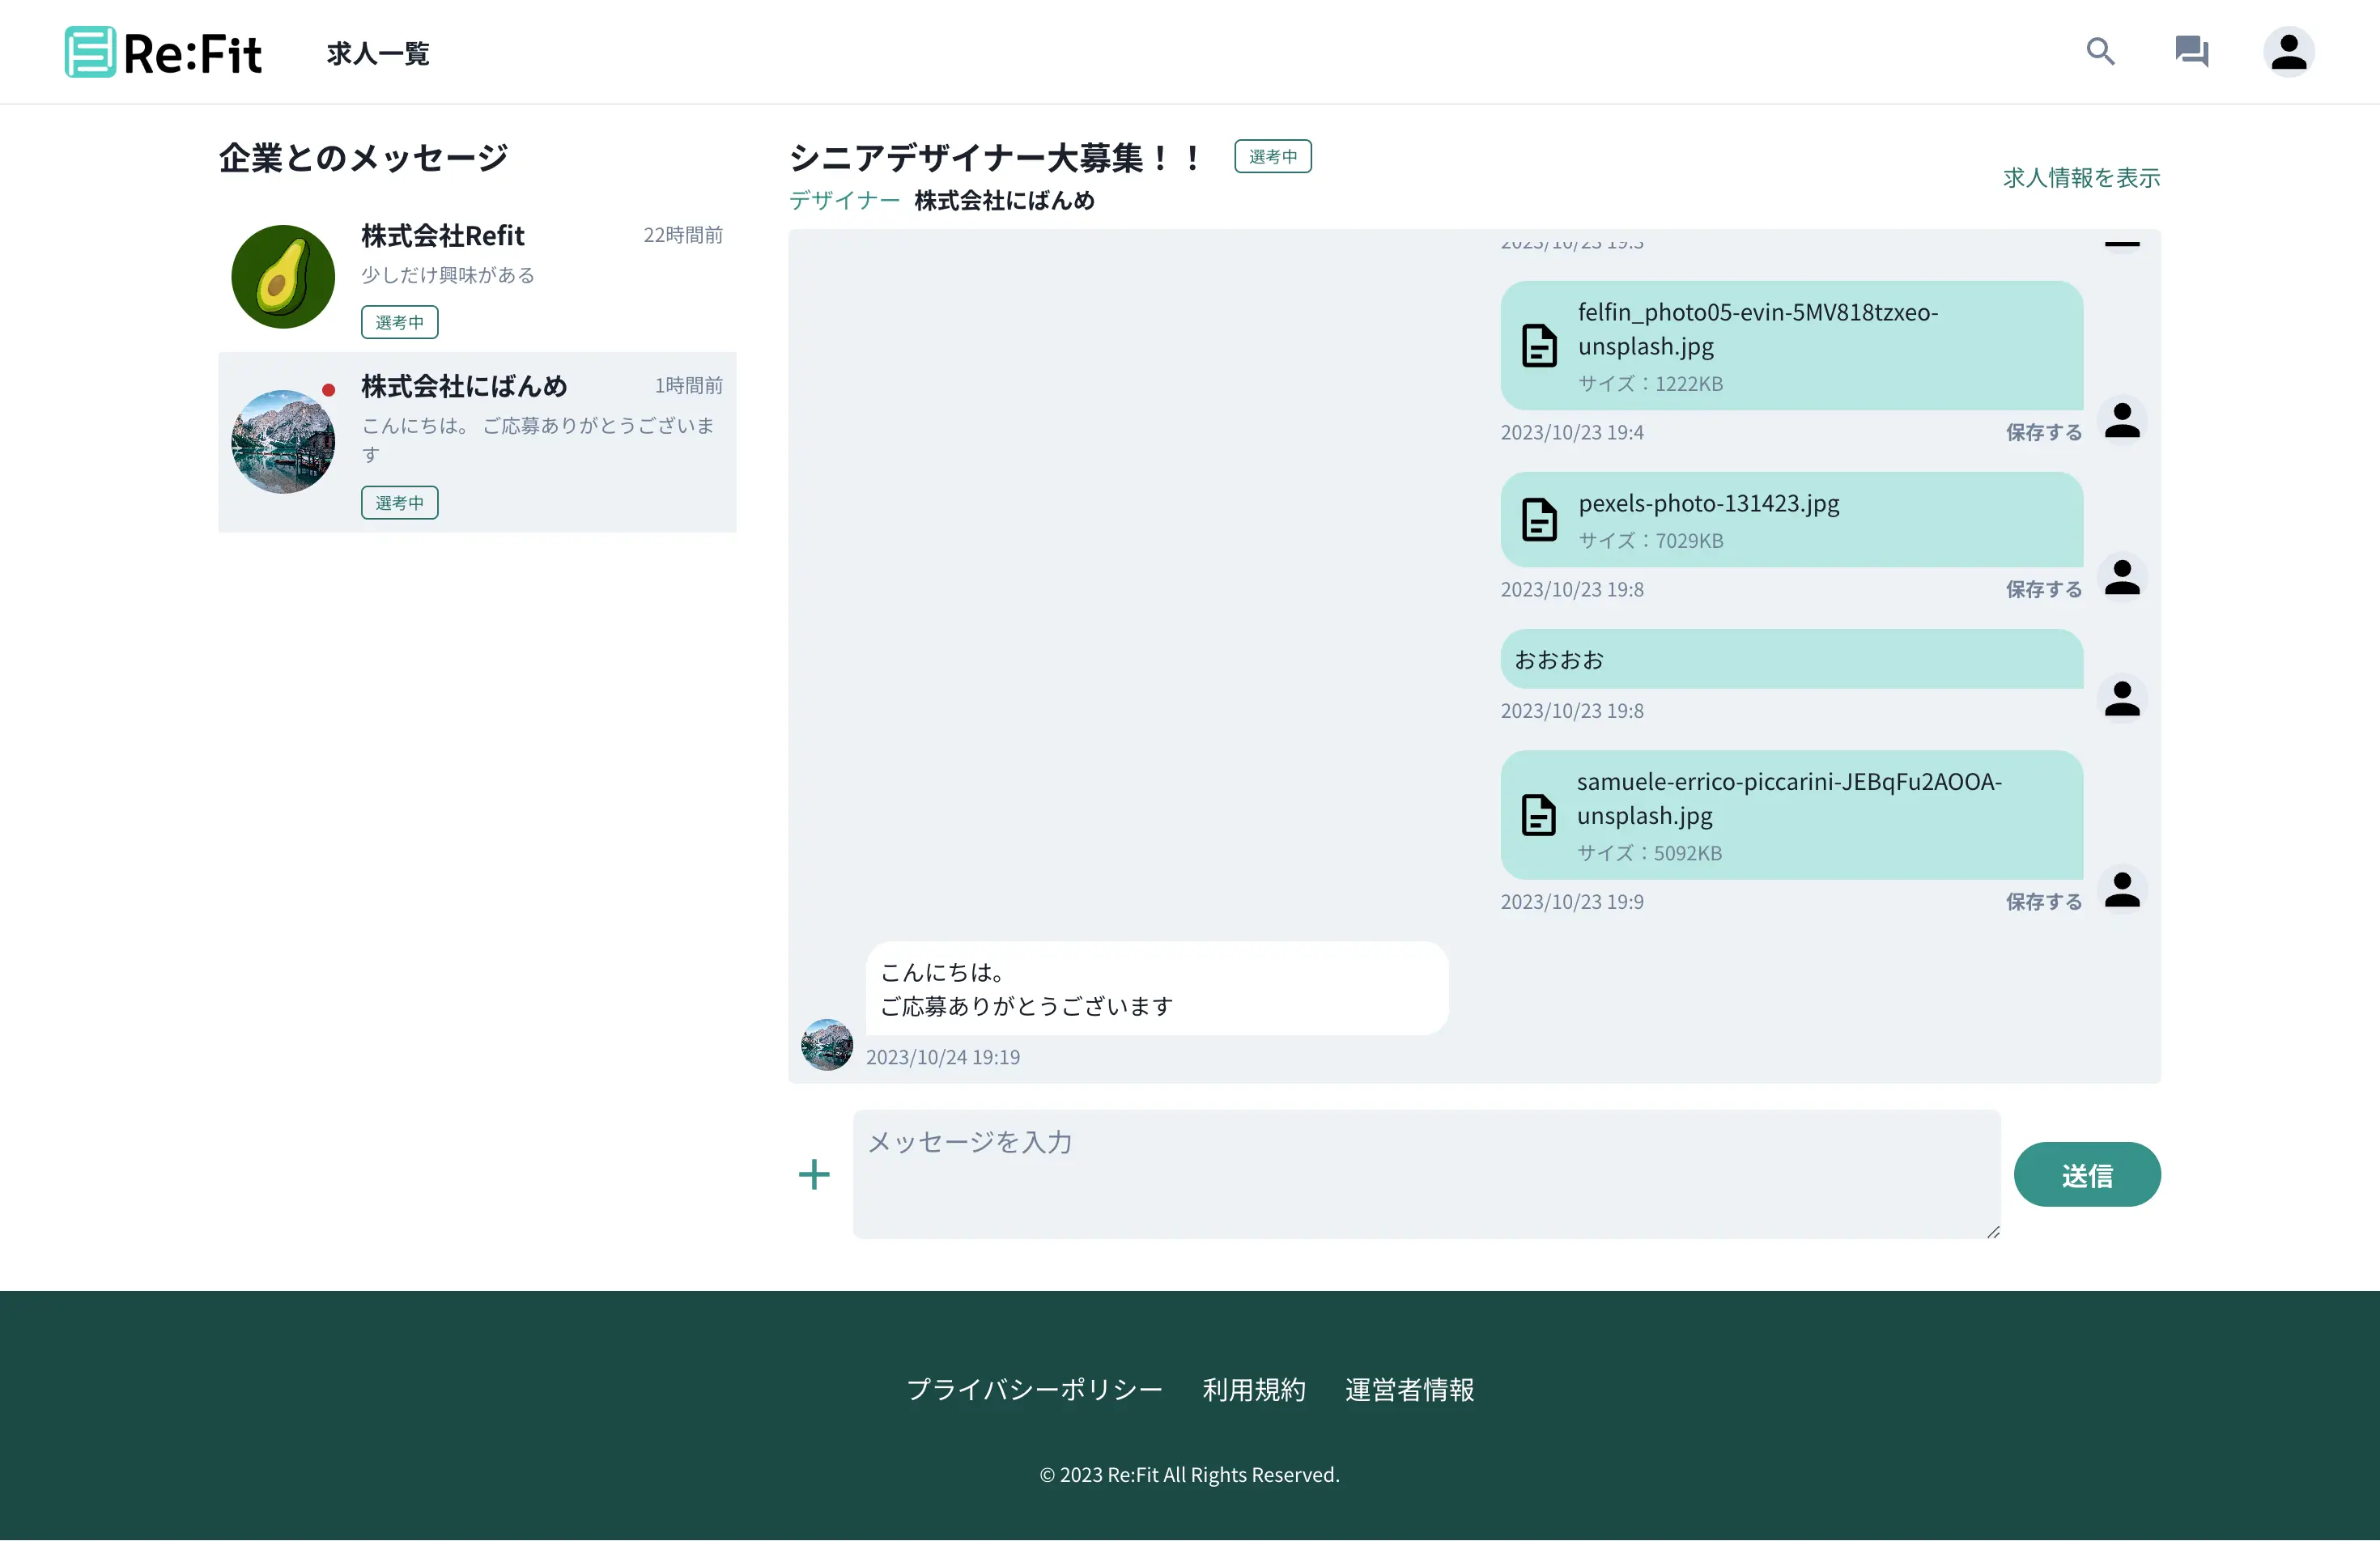 Re:Fit
求人一覧
企業とのメッセージ
株式会社Refit
22時間前
少しだけ興味がある
選考中
株式会社にばんめ
1時間前
こんにちは。 ご応募ありがとうございま
す
選考中
シニアデザイナー大募集！！
選考中
デザイナー 株式会社にばんめ
求人情報を表示
2023/10/23 19:3
felfin_photo05-evin-5MV818tzxeo-
unsplash.jpg
サイズ：1222KB
2023/10/23 19:4
保存する
pexels-photo-131423.jpg
サイズ：7029KB
2023/10/23 19:8
保存する
おおおお
2023/10/23 19:8
samuele-errico-piccarini-JEBqFu2AOOA-
unsplash.jpg
サイズ：5092KB
2023/10/23 19:9
保存する
こんにちは。
ご応募ありがとうございます
2023/10/24 19:19
メッセージを入力
送信
プライバシーポリシー 利用規約 運営者情報
© 2023 Re:Fit All Rights Reserved.